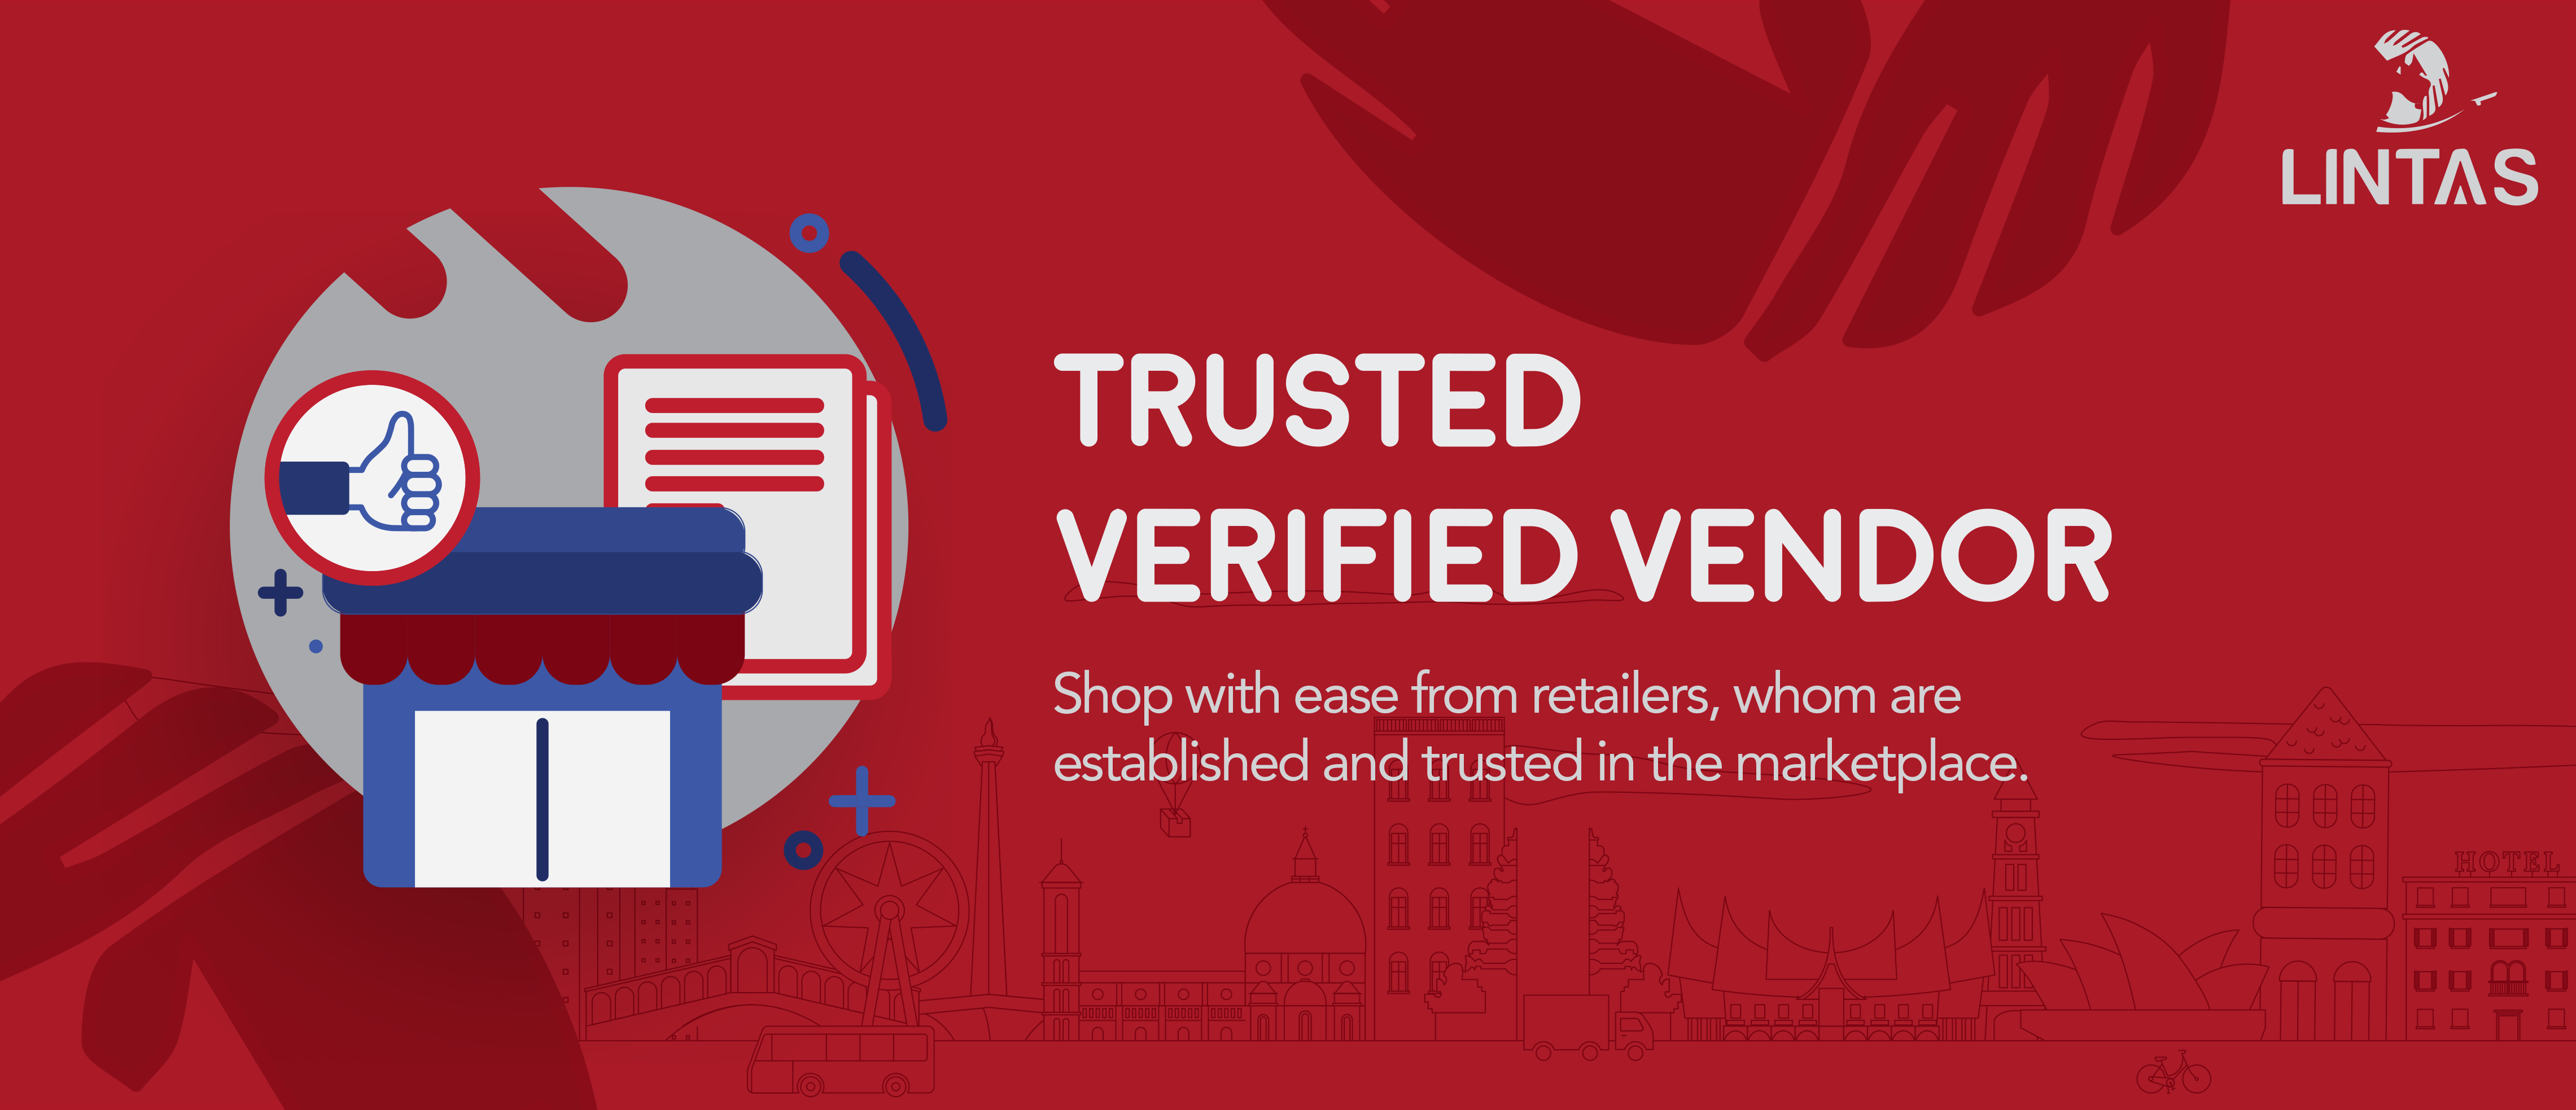 LINTAS
TRUSTED
VERIFIED VENDOR
Shop with ease from retailers, whom are
established and trusted in the marketplace.
HOTEL